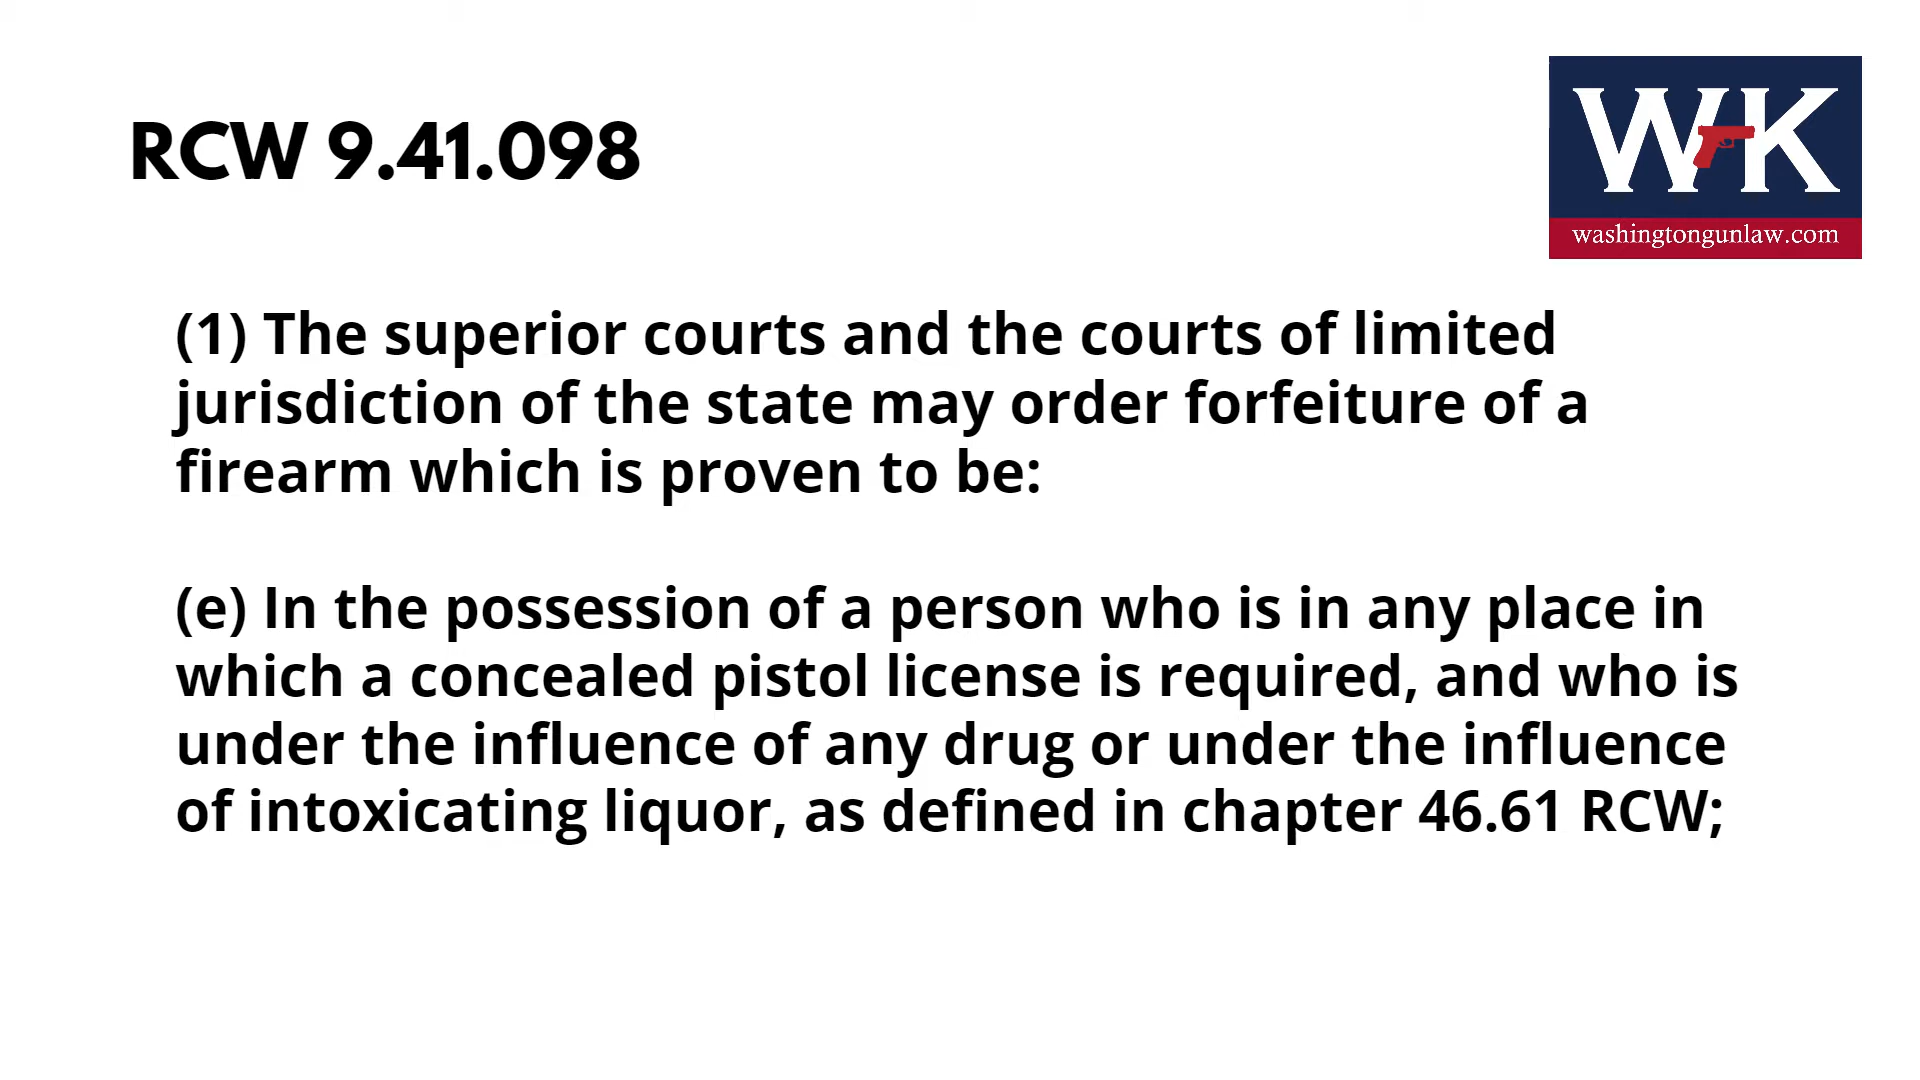 RCW 9.41.098
WK
washingtongunlaw.com
(1) The superior courts and the courts of limited
jurisdiction of the state may order forfeiture of a
firearm which is proven to be:
(e) In the possession of a person who is in any place in
which a concealed pistol license is required, and who is
under the influence of any drug or under the influence
of intoxicating liquor, as defined in chapter 46.61 RCW;